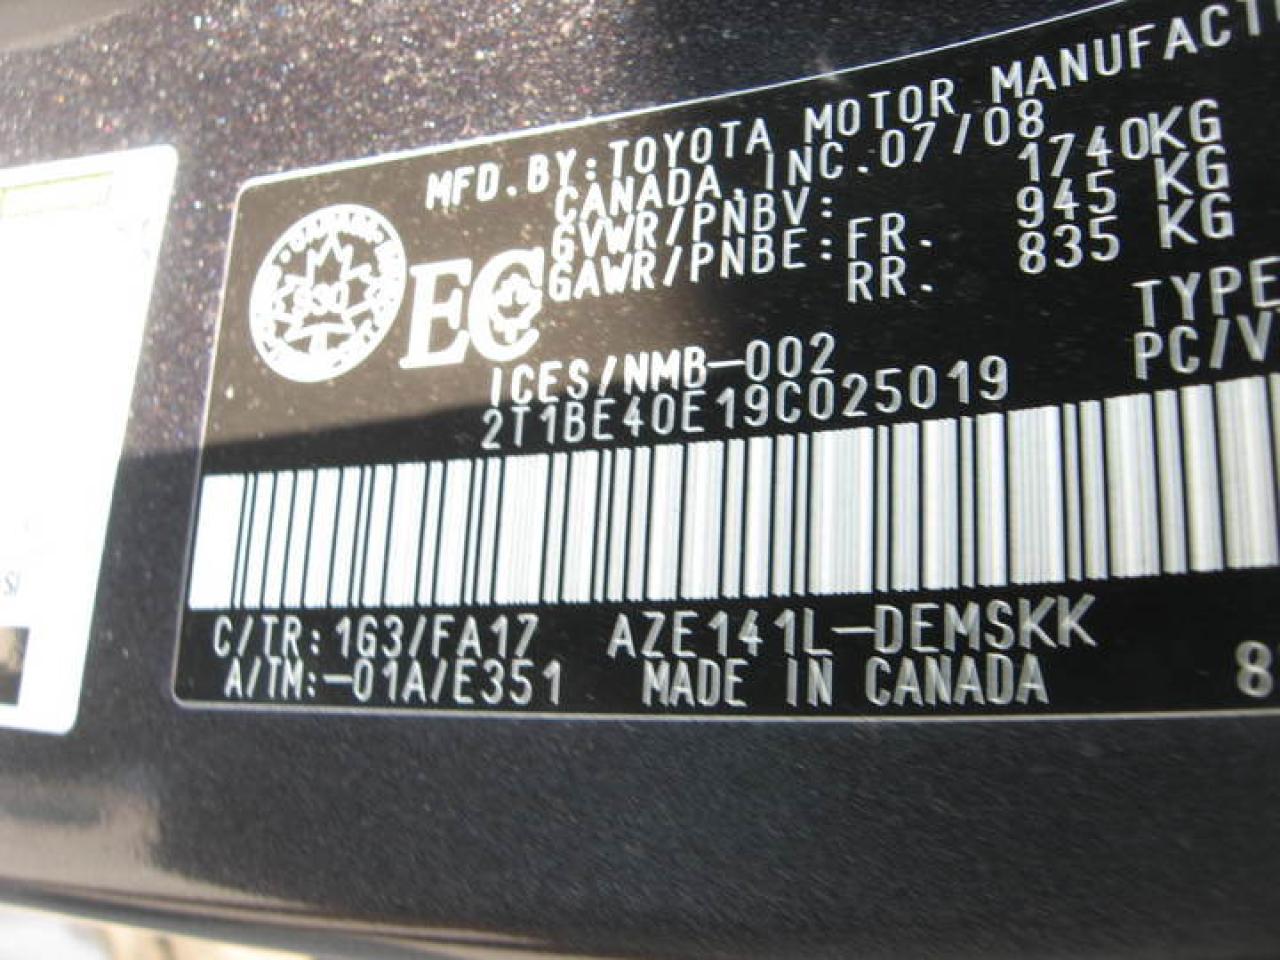 MFD. BY: TOYOTA MOTOR MANUFACT
CANADA, INC. 07/08
GVWR/PNBV: 1740KG
GAWR/PNBE: FR. 945 KG
RR. 835 KG
EC
ICES/NMB-002
TYPE
2T1BE40E19C025019
PC/V
C/TR: 1G3/FA17 AZE141L-DEMSKK
A/TM:-01A/E351 MADE IN CANADA
8